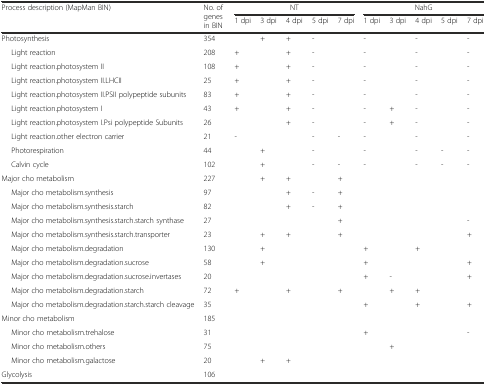 Process description (MapMan BIN) No. of genes in BIN NT NahG
1 dpi 3 dpi 4 dpi 5 dpi 7 dpi 1 dpi 3 dpi 4 dpi 5 dpi 7 dpi
Photosynthesis 354 + + - - - -
Light reaction 208 + + - - - -
Light reaction.photosystem II 108 + + - - - -
Light reaction.photosystem II.LHCII 25 + + - - - -
Light reaction.photosystem II.PSII polypeptide subunits 83 + + - - - -
Light reaction.photosystem I 43 + + - - + - -
Light reaction.photosystem I.Psi polypeptide Subunits 26 + - - + - -
Light reaction.other electron carrier 21 - - - - - -
Photorespiration 44 + - - - - -
Calvin cycle 102 + - - - - - -
Major cho metabolism 227 + + +
Major cho metabolism.synthesis 97 + - +
Major cho metabolism.synthesis.starch 82 + - +
Major cho metabolism.synthesis.starch.starch synthase 27 + -
Major cho metabolism.synthesis.starch.transporter 23 + + + +
Major cho metabolism.degradation 130 + + +
Major cho metabolism.degradation.sucrose 58 + + +
Major cho metabolism.degradation.sucrose.invertases 20 + - +
Major cho metabolism.degradation.starch 72 + + + + +
Major cho metabolism.degradation.starch.starch cleavage 35 + + +
Minor cho metabolism 185
Minor cho metabolism.trehalose 31 + -
Minor cho metabolism.others 75 +
Minor cho metabolism.galactose 20 + +
Glycolysis 106